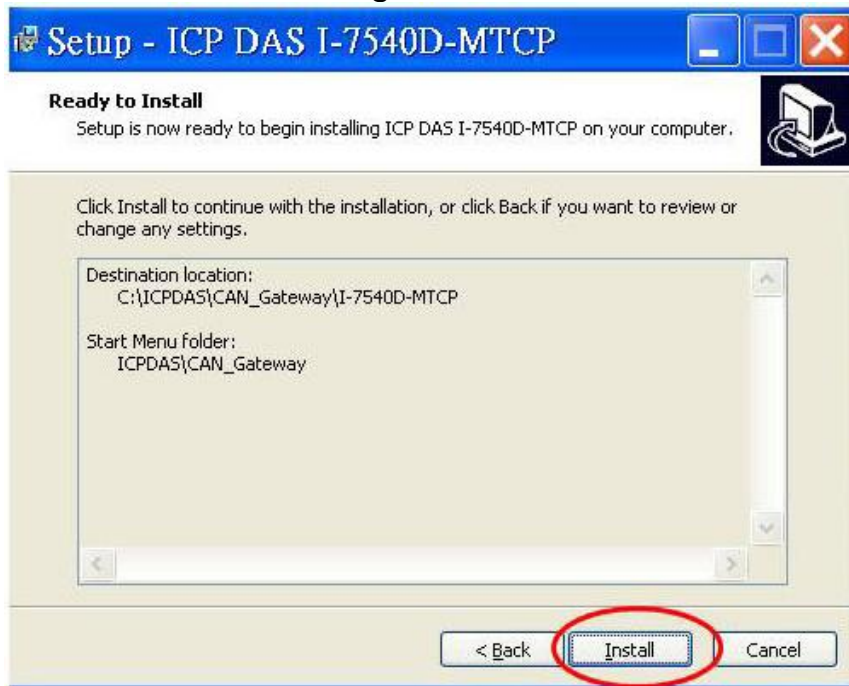 Setup - ICP DAS I-7540D-MTCP
Ready to Install
Setup is now ready to begin installing ICP DAS I-7540D-MTCP on your computer.
Click Install to continue with the installation, or click Back if you want to review or
change any settings.
Destination location:
C:\ICPDAS\CAN_Gateway\I-7540D-MTCP
Start Menu folder:
ICPDAS\CAN_Gateway
< Back
Install
Cancel